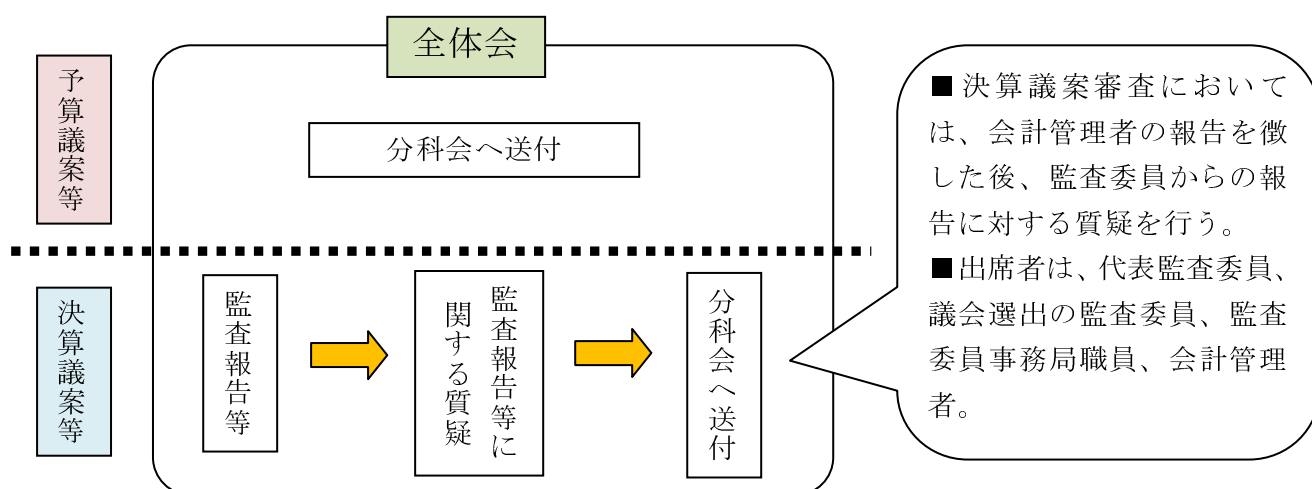 全体会
予算議案等
分科会へ送付
決算議案等
監査報告等
監査報告等に
関する質疑
分科会へ送付
■決算議案審査において
は、会計管理者の報告を徴
した後、監査委員からの報
告に対する質疑を行う。
■出席者は、代表監査委員、
議会選出の監査委員、監査
委員事務局職員、会計管理
者。